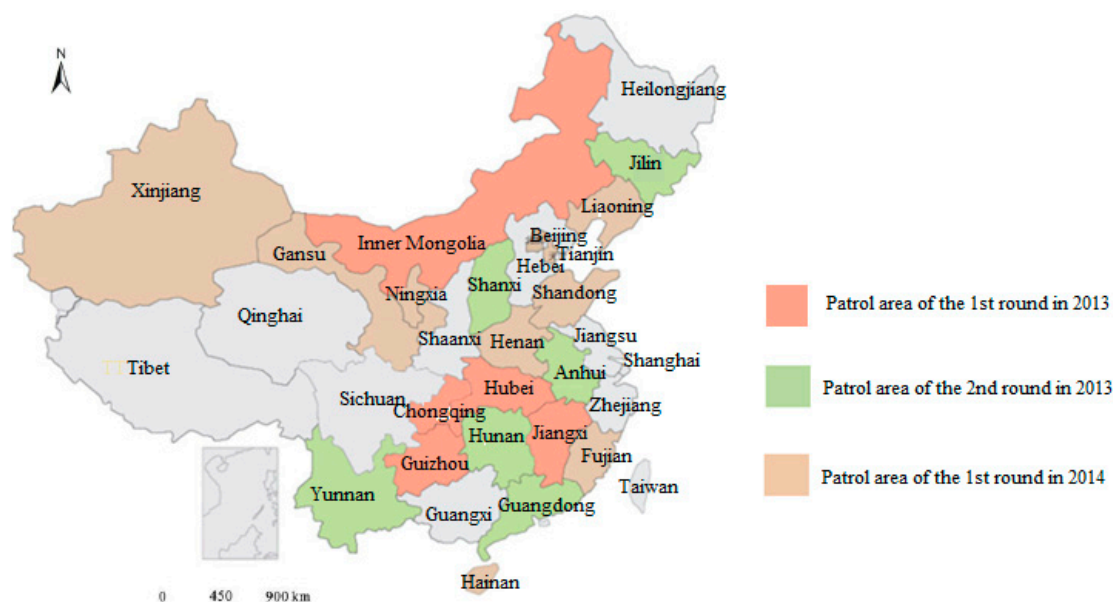 N
Heilongjiang
Jilin
Xinjiang
Liaoning
Beijing
Gansu
Inner Mongolia
Tianjin
Hebei
Shanxi
Ningxia
Shandong
Qinghai
Shaanxi
Henan
Jiangsu
Shanghai
Tibet
Anhui
Hubei
Sichuan
Zhejiang
Chongqing
Hunan
Jiangxi
Guizhou
Fujian
Taiwan
Yunnan
Guangxi
Guangdong
Hainan
0 450 900 km
Patrol area of the 1st round in 2013
Patrol area of the 2nd round in 2013
Patrol area of the 1st round in 2014